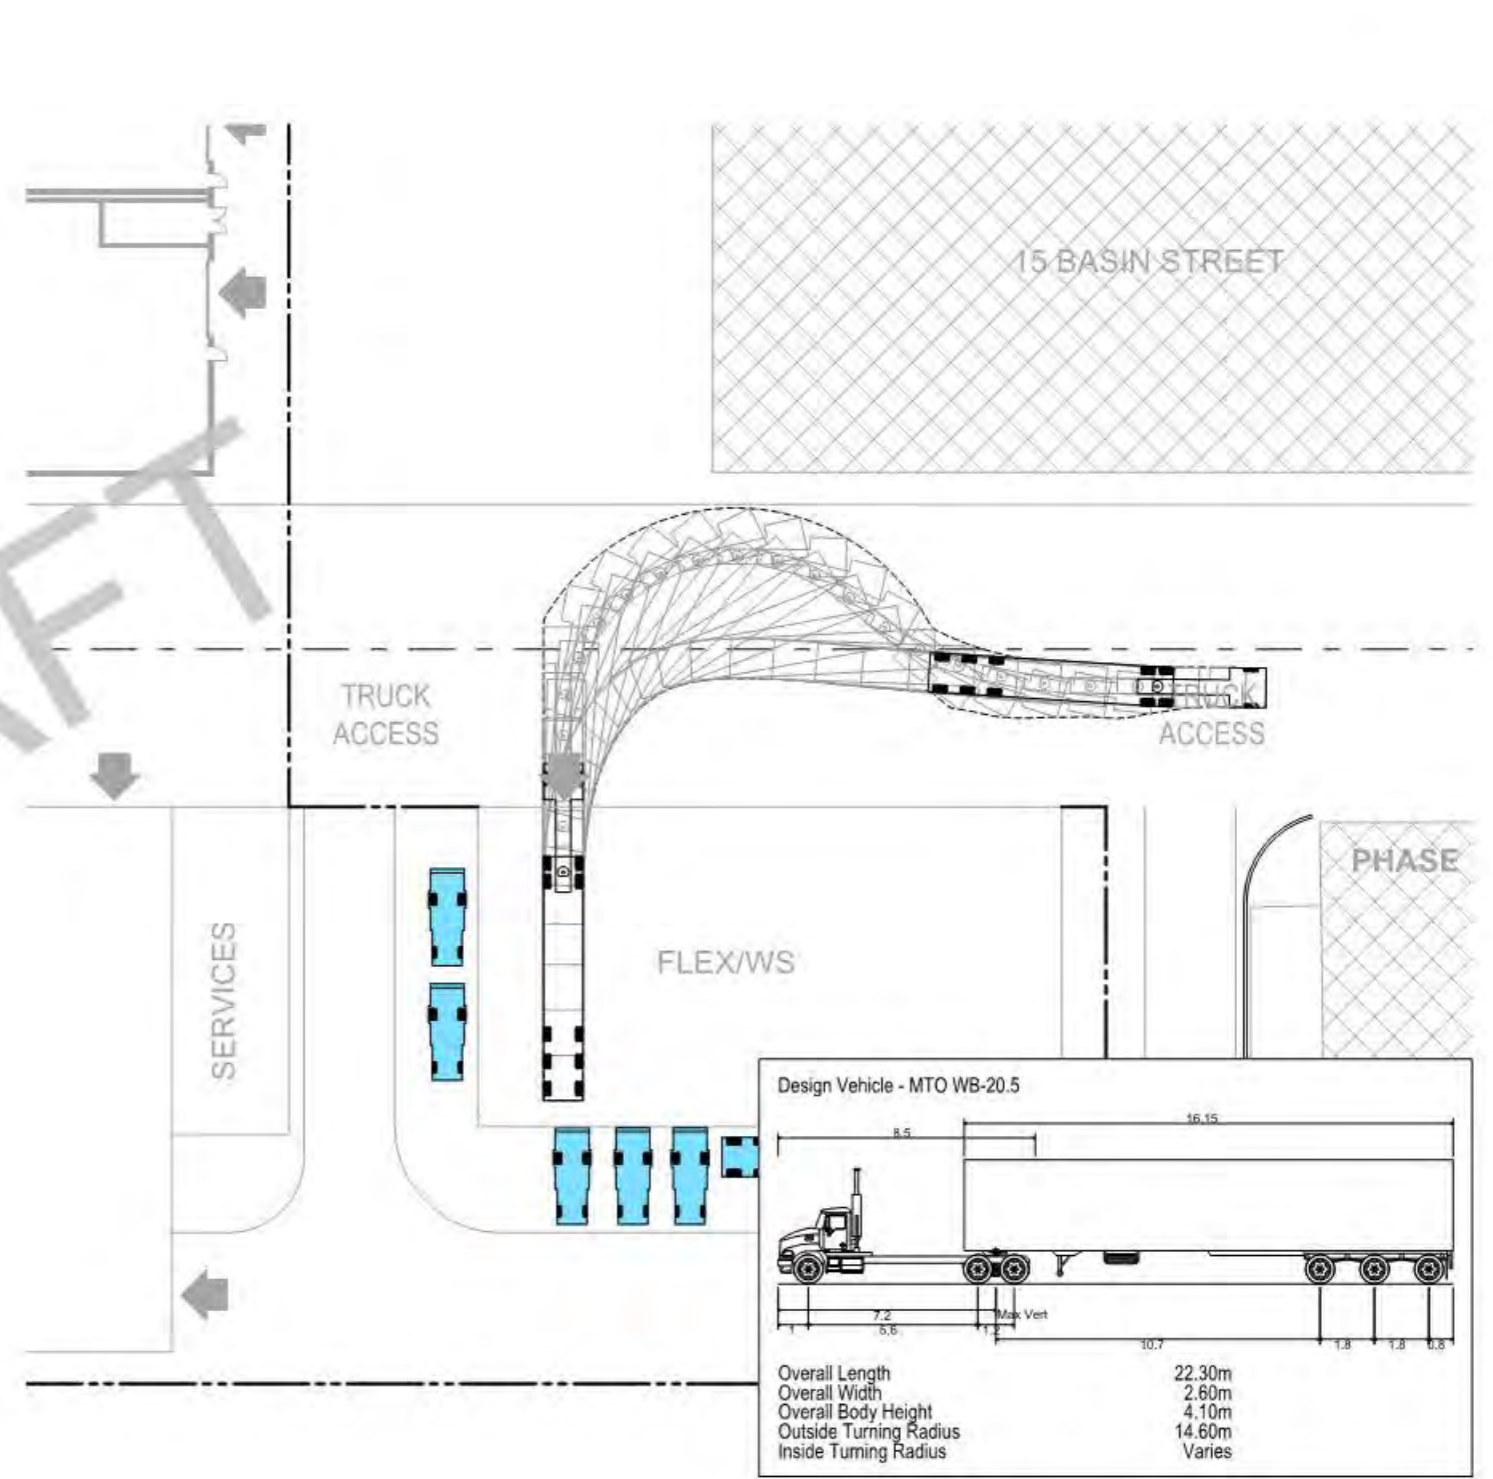 15 BASIN STREET
AFT
TRUCK
ACCESS
TRUCK
ACCESS
PHASE
SERVICES
FLEX/WS
Design Vehicle - MTO WB-20.5
16.15
8.5
7.2
Max Vert
1
5.6
1.2
10.7
1.8
1.8
0.8
Overall Length 22.30m
Overall Width 2.60m
Overall Body Height 4.10m
Outside Turning Radius 14.60m
Inside Turning Radius Varies